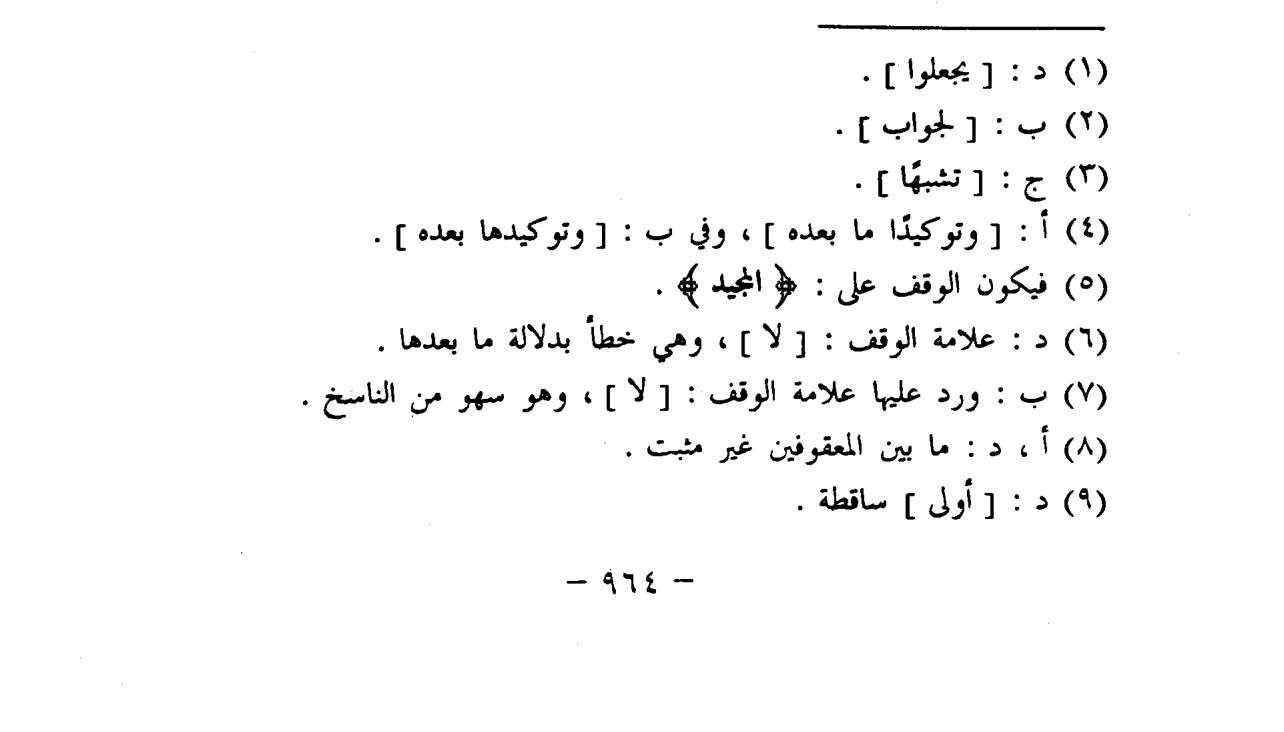 (١) د : [ يجعلوا ] .
(٢) ب : [ لجواب ] .
(٣) ج : [ تشبهًا ] .
(٤) أ : [ وتوكيدًا ما بعده ] ، وفي ب : [ وتوكيدها بعده ] .
(٥) فيكون الوقف على : ﴿ المجيد ﴾ .
(٦) د : علامة الوقف : [ لا ] ، وهي خطأ بدلالة ما بعدها .
(٧) ب : ورد عليها علامة الوقف : [ لا ] ، وهو سهو من الناسخ .
(٨) أ ، د : ما بين المعقوفين غير مثبت .
(٩) د : [ أولى ] ساقطة .
– ٩٦٤ –